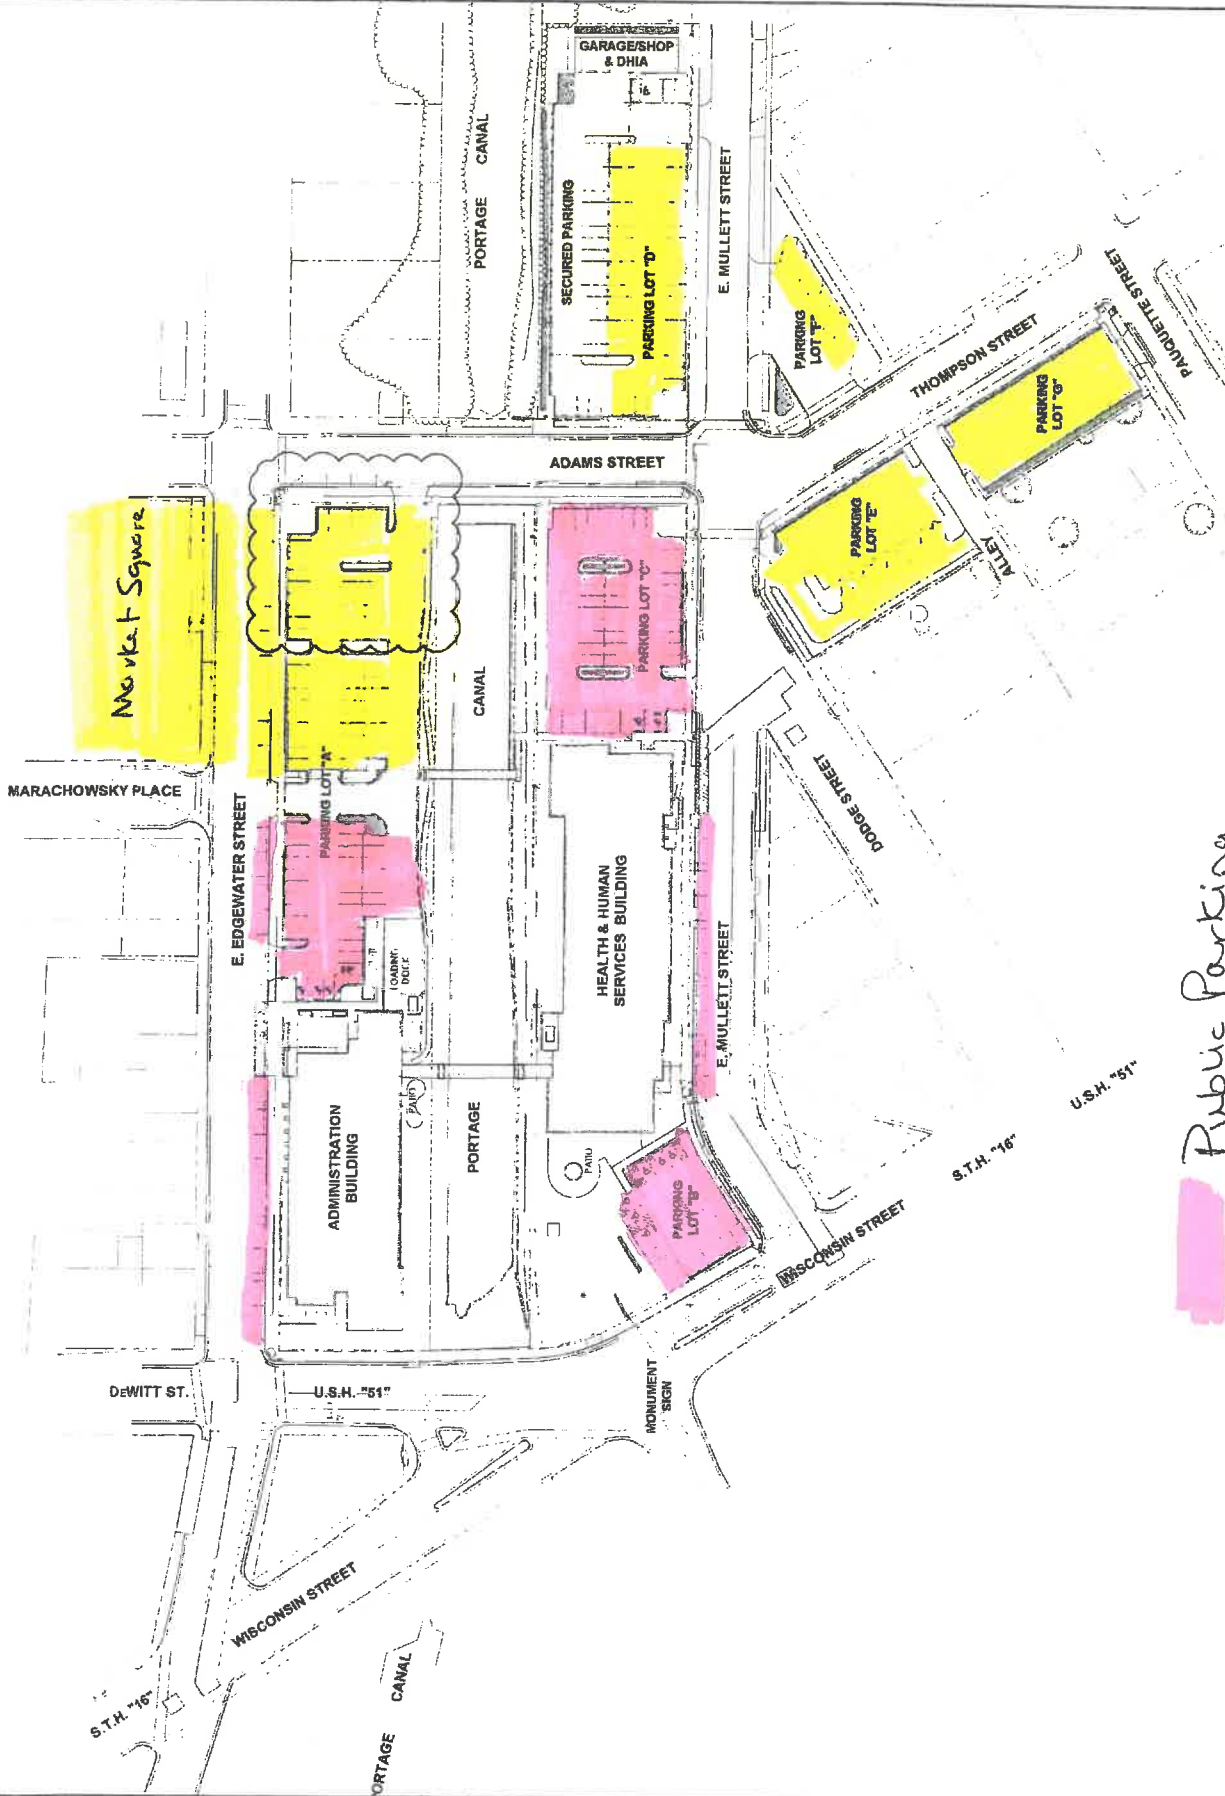 GARAGE/SHOP
& DHIA
PORTAGE CANAL
SECURED PARKING
PARKING LOT "D"
E. MULLETT STREET
PARKING
LOT "F"
PAUQUETTE STREET
THOMPSON STREET
PARKING
LOT "G"
ADAMS STREET
PARKING
LOT "E"
ALLEY
Market Square
PARKING LOT "C"
CANAL
MARACHOWSKY PLACE
PARKING LOT "A"
E. EDGEWATER STREET
DODGE STREET
HEALTH & HUMAN
SERVICES BUILDING
LOADING
DOCK
E. MULLETT STREET
Public Parking
PATIO
ADMINISTRATION
BUILDING
PORTAGE
PATIO
PARKING
LOT "B"
U.S.H. "51"
S.T.H. "16"
WISCONSIN STREET
DEWITT ST.
U.S.H. "51"
MONUMENT
SIGN
WISCONSIN STREET
S.T.H. "16"
CANAL
ORTAGE